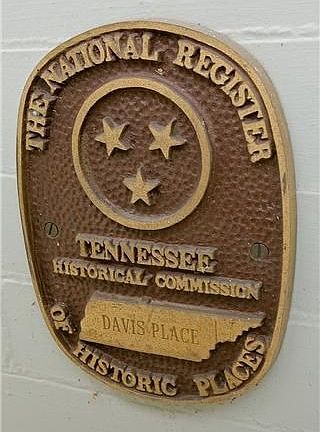 THE NATIONAL REGISTER
TENNESSEE
HISTORICAL COMMISSION
DAVIS PLACE
OF HISTORIC PLACES